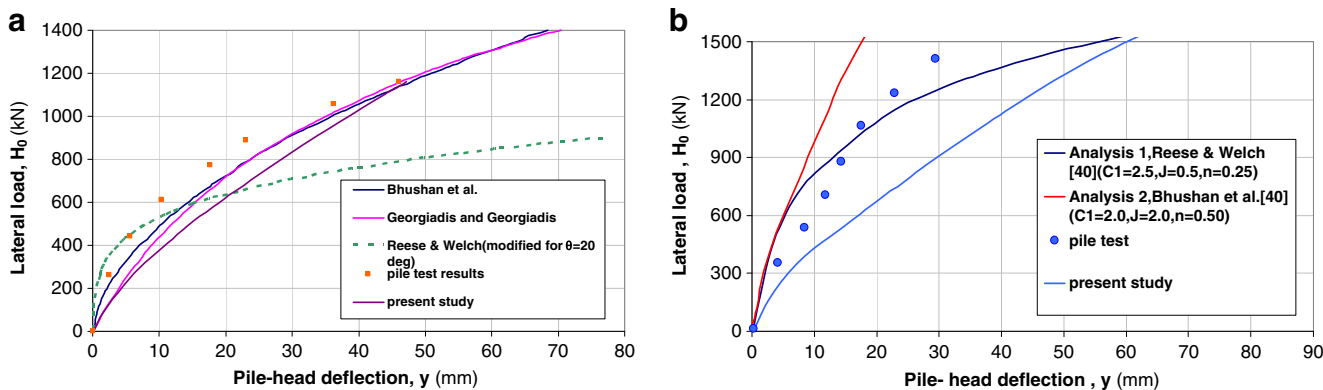 a
Lateral load, H0 (kN)
1400
1200
1000
800
600
400
200
0
0 10 20 30 40 50 60 70 80
Pile-head deflection, y (mm)
Bhushan et al.
Georgiadis and Georgiadis
Reese & Welch(modified for θ=20
deg)
pile test results
present study
b
Lateral load , H0 (kN)
1500
1200
900
600
300
0
0 10 20 30 40 50 60 70 80 90
Pile- head deflection , y (mm)
Analysis 1,Reese & Welch
[40](C1=2.5,J=0.5,n=0.25)
Analysis 2,Bhushan et al.[40]
(C1=2.0,J=2.0,n=0.50)
pile test
present study